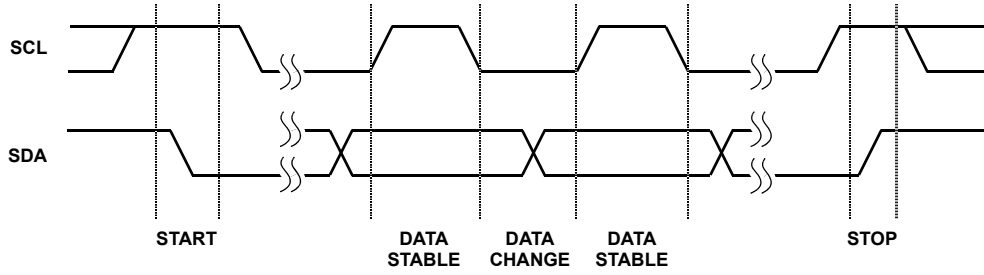 SCL
SDA
START
DATA
STABLE
DATA
CHANGE
DATA
STABLE
STOP